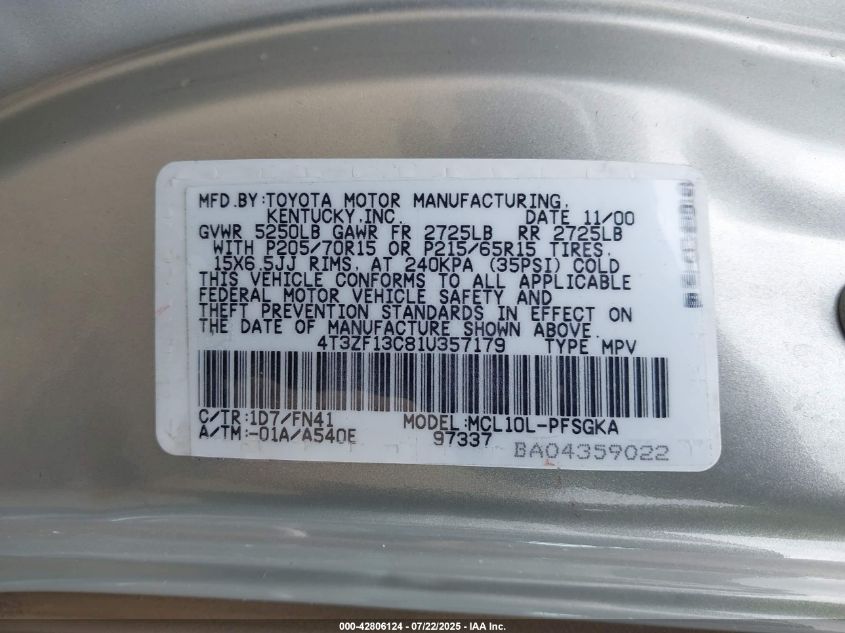 MFD.BY:TOYOTA MOTOR MANUFACTURING,
KENTUCKY,INC. DATE 11/00
GVWR 5250LB GAWR FR 2725LB RR 2725LB
WITH P205/70R15 OR P215/65R15 TIRES,
15X6.5JJ RIMS, AT 240KPA (35PSI) COLD
THIS VEHICLE CONFORMS TO ALL APPLICABLE
FEDERAL MOTOR VEHICLE SAFETY AND
THEFT PREVENTION STANDARDS IN EFFECT ON
THE DATE OF MANUFACTURE SHOWN ABOVE.
4T3ZF13C81U357179 TYPE MPV
C/TR:1D7/FN41 MODEL:MCL10L-PFSGKA
A/TM:-01A/A540E 97337
BA04359022
000-42806124 - 07/22/2025 - IAA Inc.